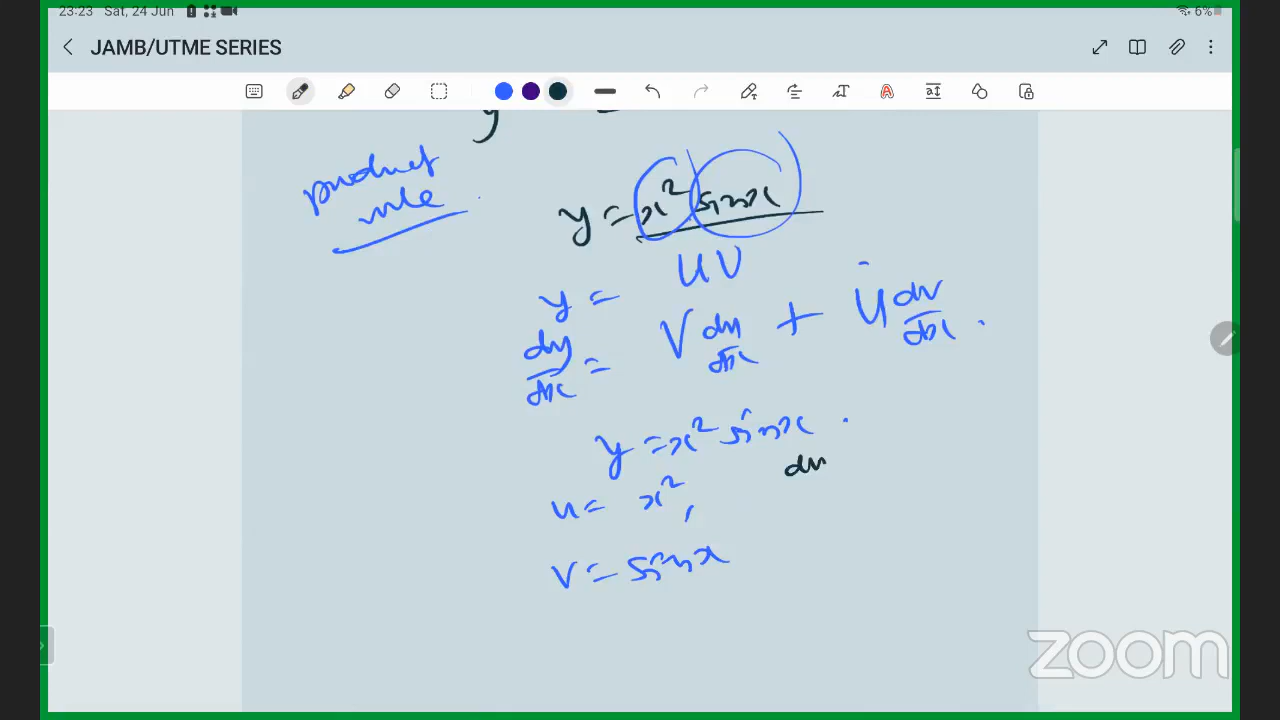 23:23 Sat, 24 Jun
6%
JAMB/UTME SERIES
y
product
rule
y = x² sinx
y = UV
dy/dx = V du/dx + U dv/dx
y = x² sinx
du
u = x²,
v = sinx
zoom